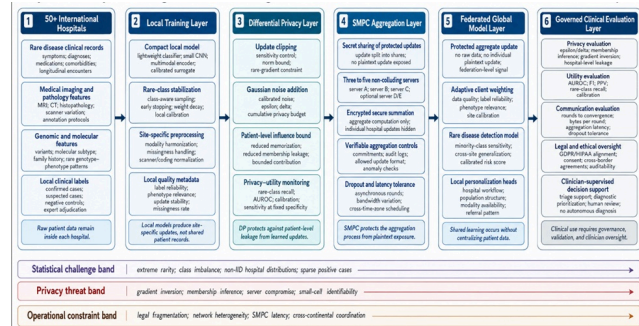 1
50+ International
Hospitals
Rare disease clinical records
symptoms; diagnoses;
medications; comorbidities;
longitudinal encounters
Medical imaging and
pathology features
MRI; CT; histopathology;
scanner variation;
annotation protocols
Genomic and molecular
features
variants; molecular subtype;
family history; rare genotype–
phenotype patterns
Local clinical labels
confirmed cases;
suspected cases;
negative controls;
expert adjudication
Raw patient data remain
inside each hospital.
2
Local Training Layer
Compact local model
lightweight classifier; small CNN;
multimodal encoder;
calibrated surrogate
Rare-class stabilization
class-aware sampling;
early stopping; weight decay;
local calibration
Site-specific preprocessing
modality harmonization;
missingness handling;
scanner/coding normalization
Local quality metadata
label reliability;
phenotype relevance;
update stability;
missingness rate
Local models produce site-
specific updates, not shared
patient records.
3
Differential Privacy Layer
Update clipping
sensitivity control;
norm bound;
rare-gradient constraint
Gaussian noise addition
calibrated noise;
epsilon; delta;
cumulative privacy budget
Patient-level influence bound
reduced memorization;
reduced membership leakage;
bounded contribution
Privacy–utility monitoring
rare-class recall;
AUROC; calibration;
sensitivity at fixed specificity
DP protects against patient-level
leakage from learned updates.
4
SMPC Aggregation Layer
Secret sharing of protected updates
update split into shares;
no plaintext update exposed
Three to five non-colluding servers
server A; server B; server C;
optional server D/E
Encrypted secure summation
aggregate computation only;
individual hospital updates hidden
Verifiable aggregation controls
commitments; audit logs;
allowed update format;
anomaly checks
Dropout and latency tolerance
asynchronous rounds;
bandwidth variation;
cross-time-zone scheduling
SMPC protects the aggregation
process from plaintext exposure.
5
Federated Global
Model Layer
Protected aggregate update
no raw data; no individual
plaintext update;
federation-level signal
Adaptive client weighting
data quality; label reliability;
phenotype relevance;
site calibration
Rare disease detection model
minority-class sensitivity;
cross-site generalization;
calibrated risk score
Local personalization heads
hospital workflow;
population structure;
modality availability;
referral pattern
Shared learning occurs without
centralizing patient data.
6
Governed Clinical Evaluation
Layer
Privacy evaluation
epsilon/delta; membership
inference; gradient inversion;
hospital-level leakage
Utility evaluation
AUROC; F1; PPV;
rare-class recall;
calibration
Communication evaluation
rounds to convergence;
bytes per round;
aggregation latency;
dropout tolerance
Legal and ethical oversight
GDPR/HIPAA alignment;
consent; cross-border
agreements; auditability
Clinician-supervised
decision support
triage support; diagnostic
prioritization; human review;
no autonomous diagnosis
Clinical use requires governance,
validation, and clinician oversight.
Statistical challenge band extreme rarity; class imbalance; non-IID hospital distributions; sparse positive cases
Privacy threat band gradient inversion; membership inference; server compromise; small-cell identifiability
Operational constraint band legal fragmentation; network heterogeneity; SMPC latency; cross-continental coordination